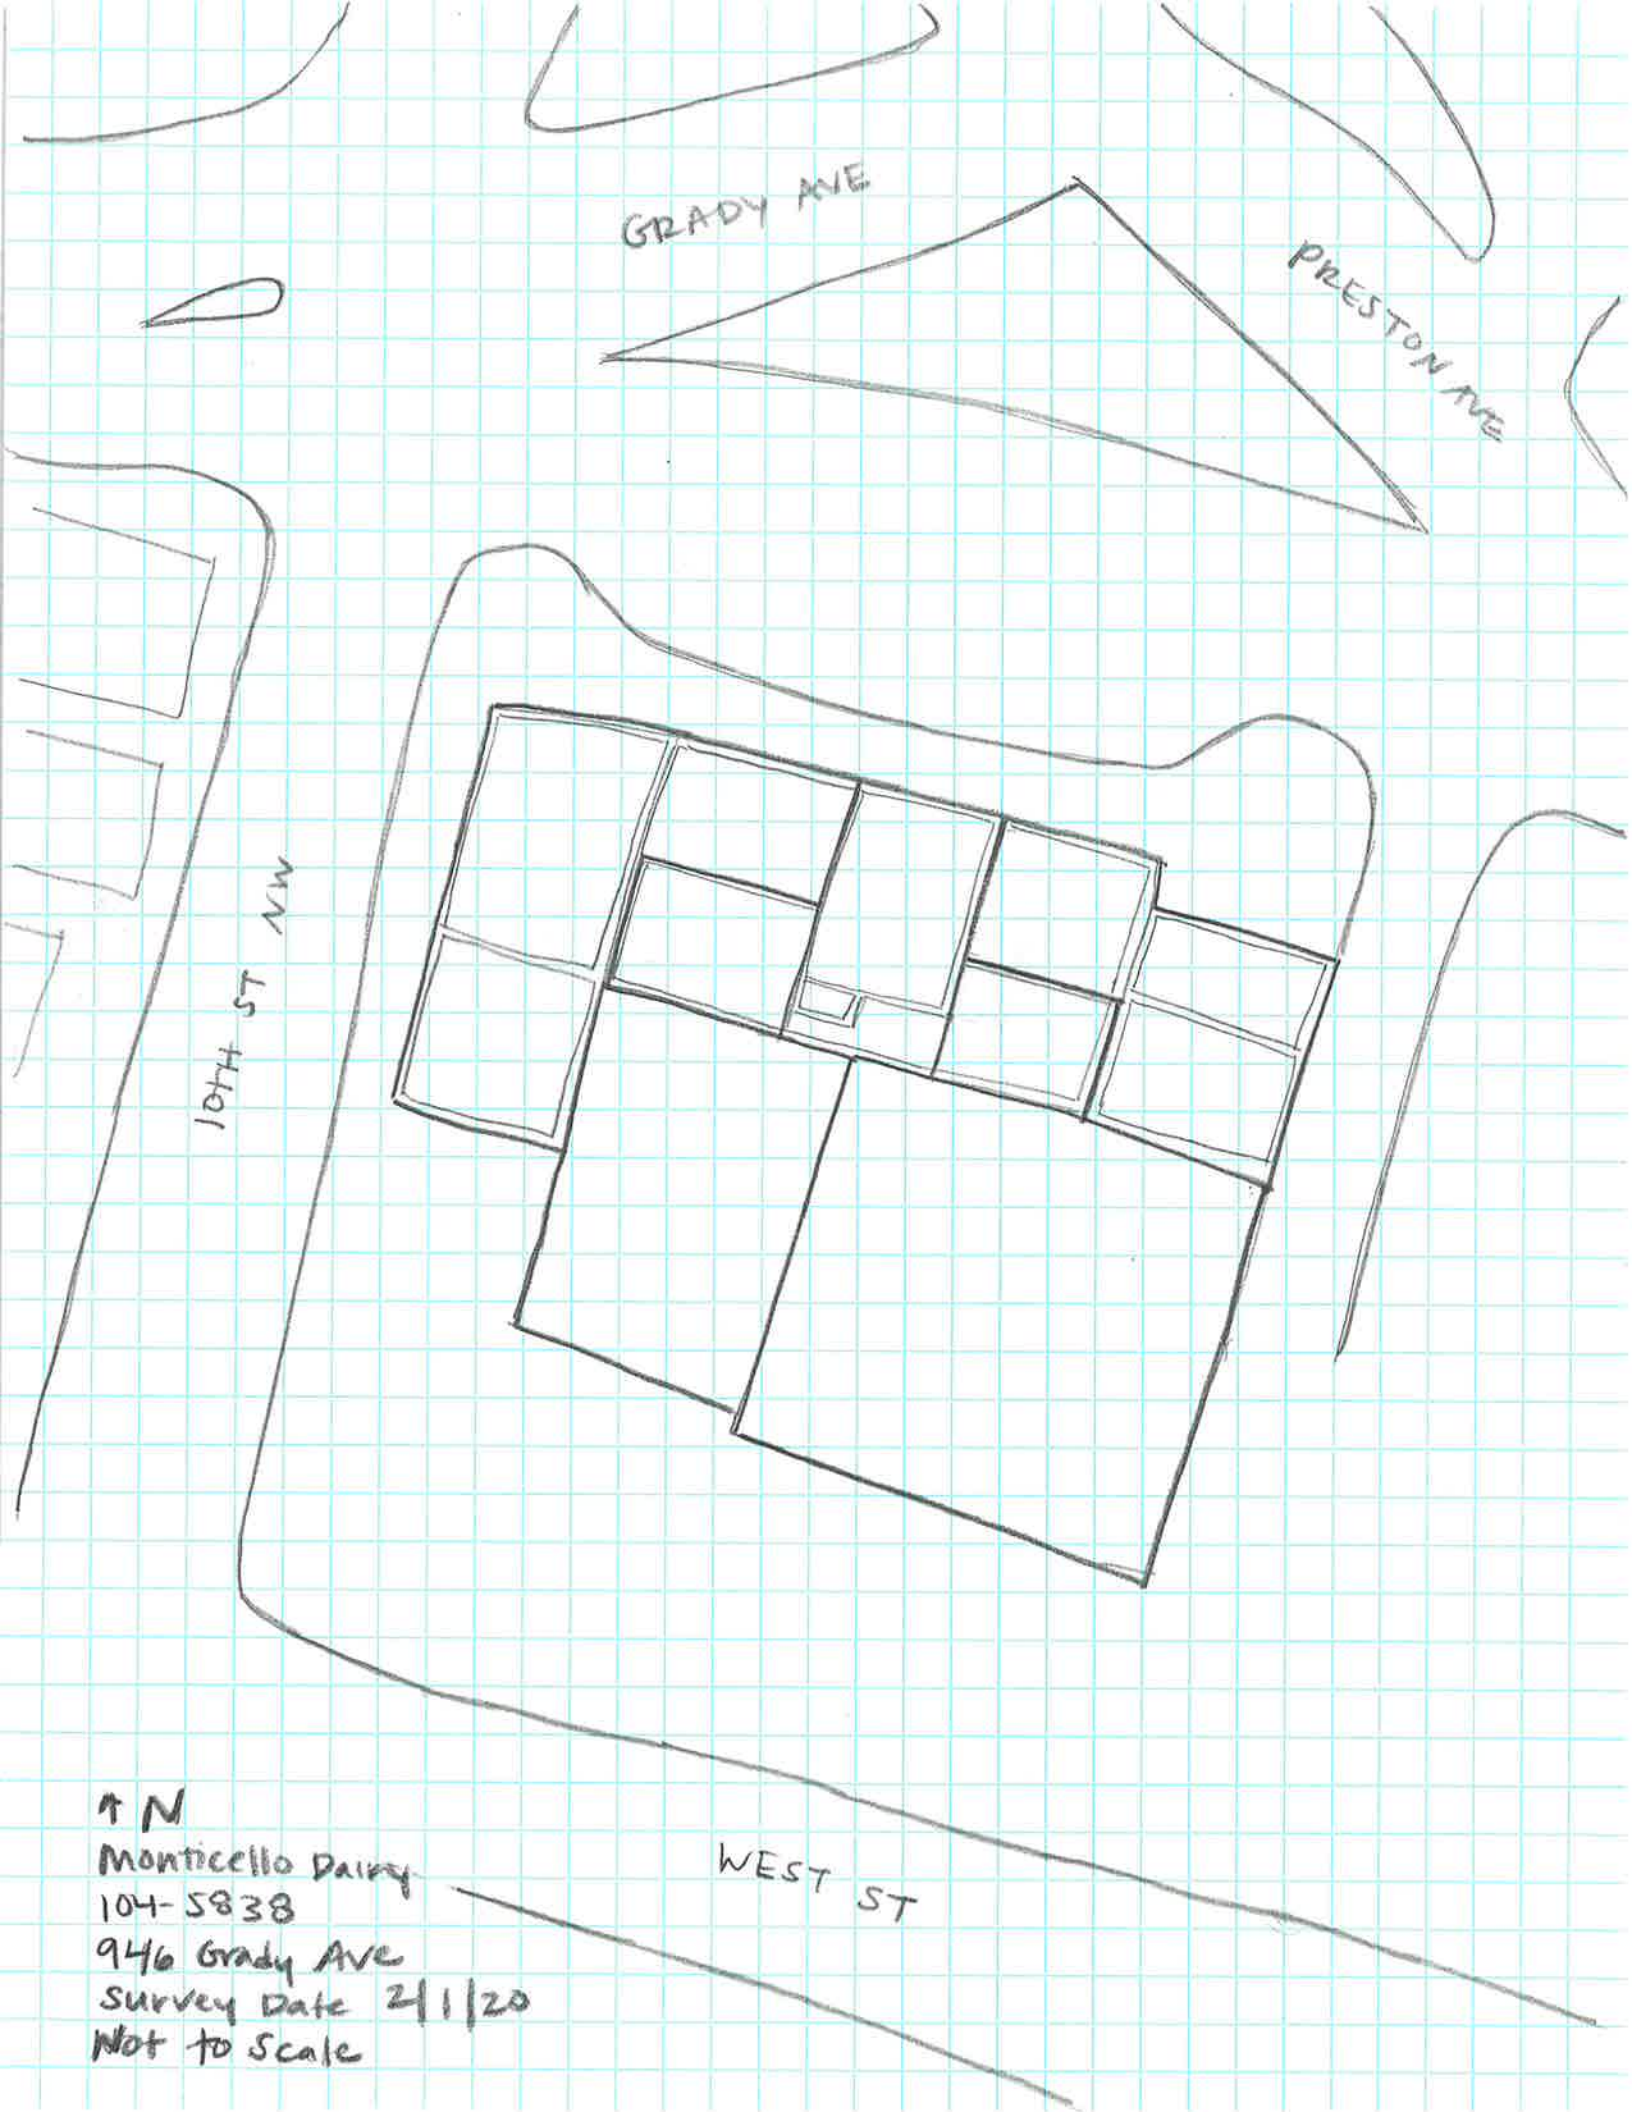 GRADY AVE
PRESTON AVE
10TH ST NW
WEST ST
↑ N
Monticello Dairy
104-5838
946 Grady Ave
Survey Date 2/1/20
Not to Scale